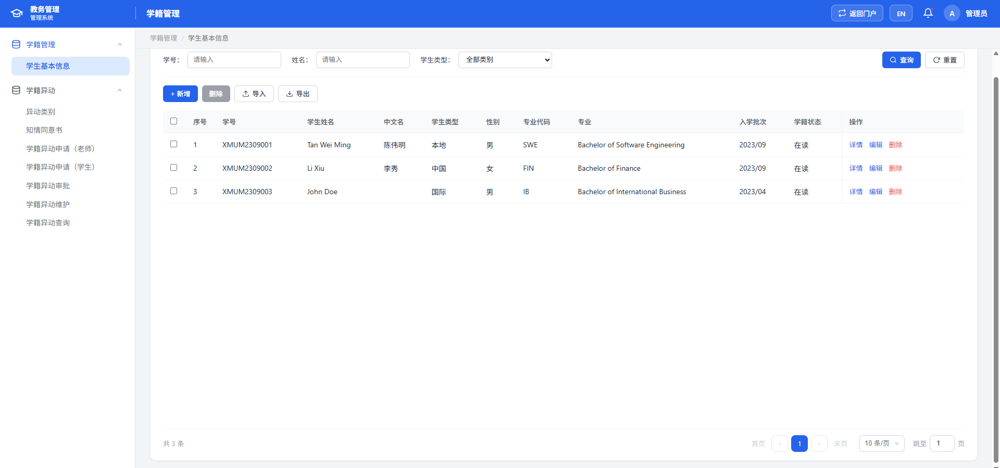 教务管理
管理系统
学籍管理
返回门户
EN
A
管理员
学籍管理
学生基本信息
学籍异动
异动类别
知情同意书
学籍异动申请（老师）
学籍异动申请（学生）
学籍异动审批
学籍异动维护
学籍异动查询
学籍管理 / 学生基本信息
学号： 请输入 姓名： 请输入 学生类型： 全部类别 查询 重置
+ 新增 删除 导入 导出
序号 学号 学生姓名 中文名 学生类型 性别 专业代码 专业 入学批次 学籍状态 操作
1 XMUM2309001 Tan Wei Ming 陈伟明 本地 男 SWE Bachelor of Software Engineering 2023/09 在读 详情 编辑 删除
2 XMUM2309002 Li Xiu 李秀 中国 女 FIN Bachelor of Finance 2023/09 在读 详情 编辑 删除
3 XMUM2309003 John Doe 国际 男 IB Bachelor of International Business 2023/04 在读 详情 编辑 删除
共 3 条 首页 ‹ 1 › 末页 10 条/页 跳至 1 页